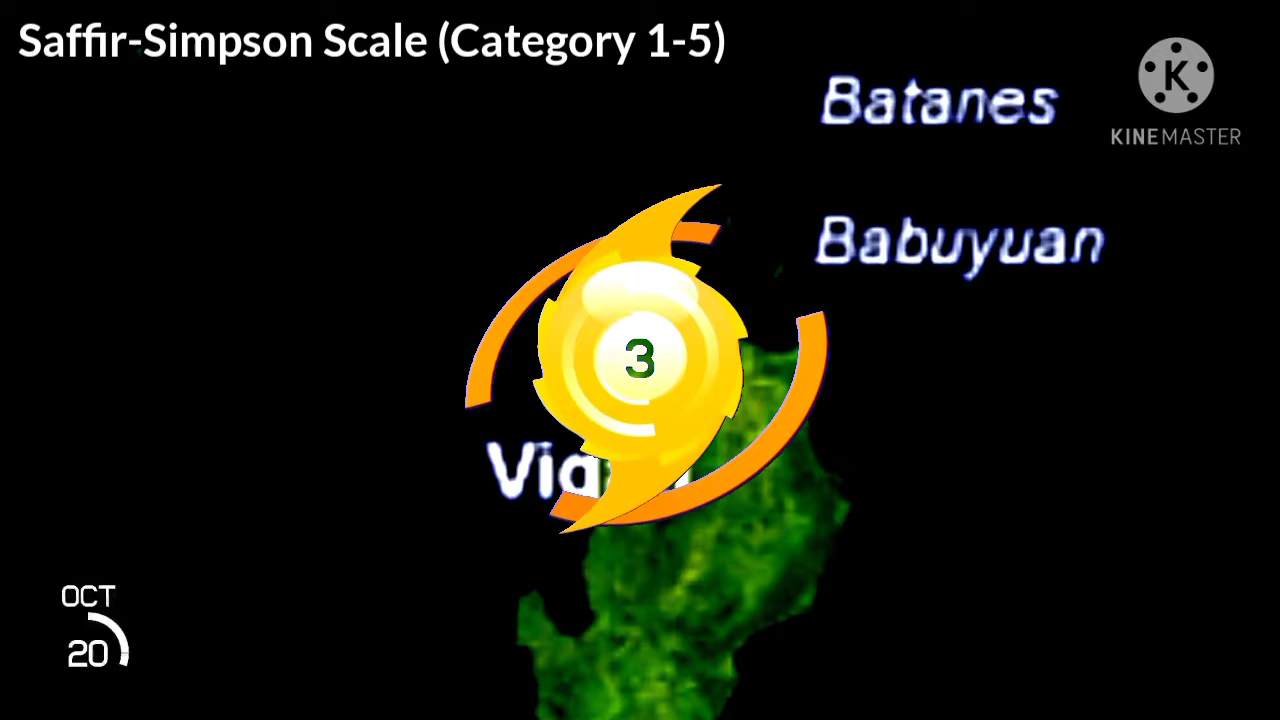 Saffir-Simpson Scale (Category 1-5)
Batanes
KINEMASTER
Babuyuan
3
OCT
20